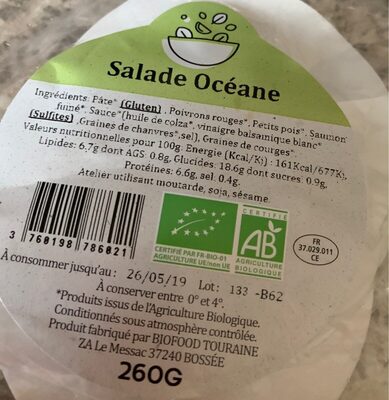 Salade Océane
Ingrédients: Pâte* (Gluten), Poivrons rouges*, Petits pois*, Saumon
fumé*. Sauce*(huile de colza*, vinaigre balsamique blanc*
(Sulfites),Graines de chanvres*,sel), Graines de courges*.
Valeurs nutritionnelles pour 100g: Energie (Kcal/Kj) : 161Kcal/677Kj,
Lipides: 6,7g dont AGS :0.8g, Glucides: 18.6g dont sucres: 0.9g,
Protéines: 6.6g, sel: 0.4g.
Atelier utilisant moutarde, soja, sésame.
3 760198 786021
CERTIFIÉ PAR FR-BIO-01
AGRICULTURE UE/non UE
CERTIFIÉ
AB
AGRICULTURE
BIOLOGIQUE
FR
37.029.011
CE
À consommer jusqu'au : 26/05/19 Lot : 133 -B62
À conserver entre 0° et 4°.
*Produits issus de l'Agriculture Biologique.
Conditionnés sous atmosphère contrôlée.
Produit fabriqué par BIOFOOD TOURAINE
ZA Le Messac 37240 BOSSÉE
260G